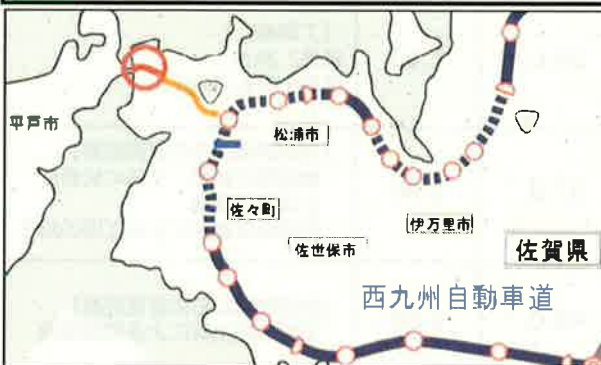 平戸市
松浦市
佐々町
佐世保市
伊万里市
佐賀県
西九州自動車道